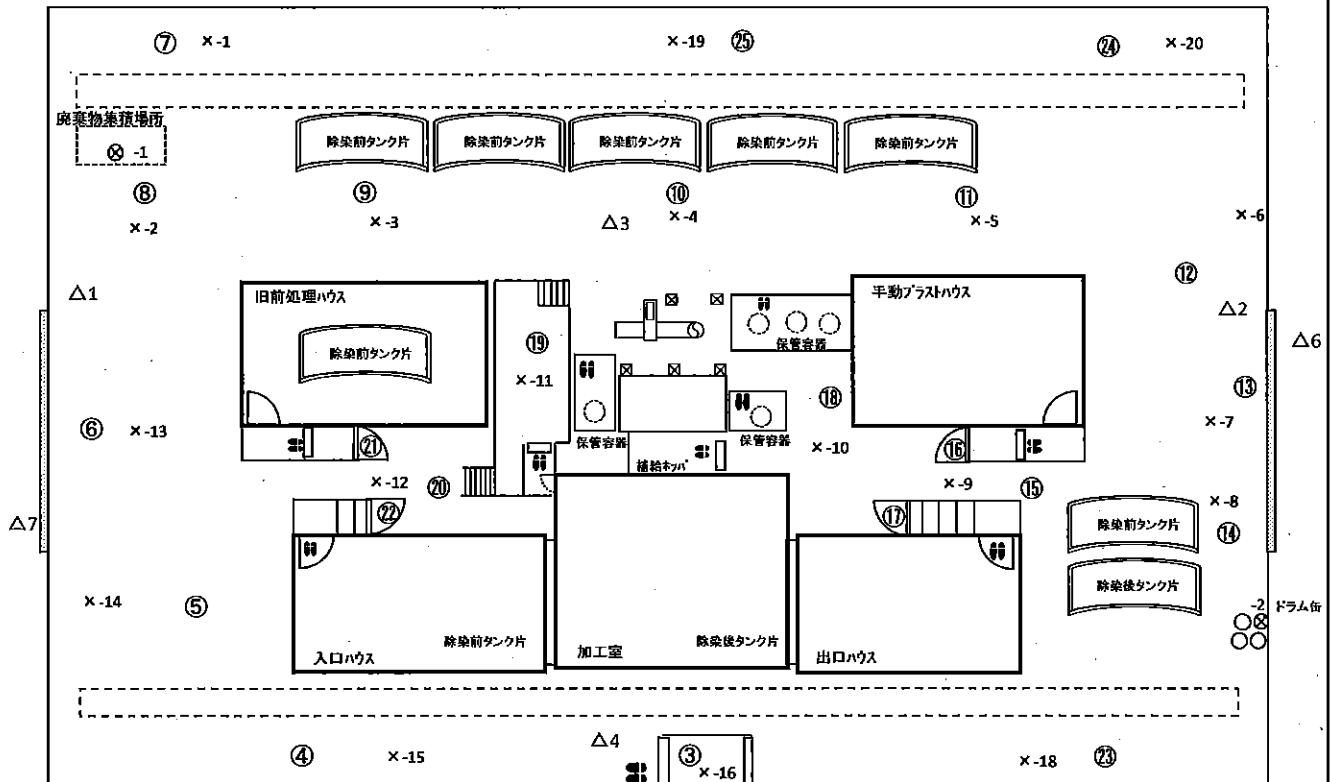 ⑦ ×-1 ×-19 ㉕ ㉔ ×-20
廃棄物集積場所
⊗ -1
除染前タンク片 除染前タンク片 除染前タンク片 除染前タンク片 除染前タンク片
⑧ ⑨ ⑩ ⑪
×-2 ×-3 △3 ×-4 ×-5 ×-6
⑫
△1 旧前処理ハウス 半動ブラストハウス △2
保管容器
除染前タンク片 ⑲ △6
×-11 ⑱ ⑬
⑥ ×-13 ×-7
㉑ 保管容器 保管容器 ×-10 ⑯
補給ホッパ
×-12 ⑳ ×-9 ⑮ ×-8
△7 ㉒ ⑰ 除染前タンク片 ⑭
×-14 ⑤ 除染後タンク片 -2 ドラム缶
除染前タンク片 除染後タンク片
入口ハウス 加工室 出口ハウス
④ ×-15 △4 ③ ×-16 ×-18 ㉓